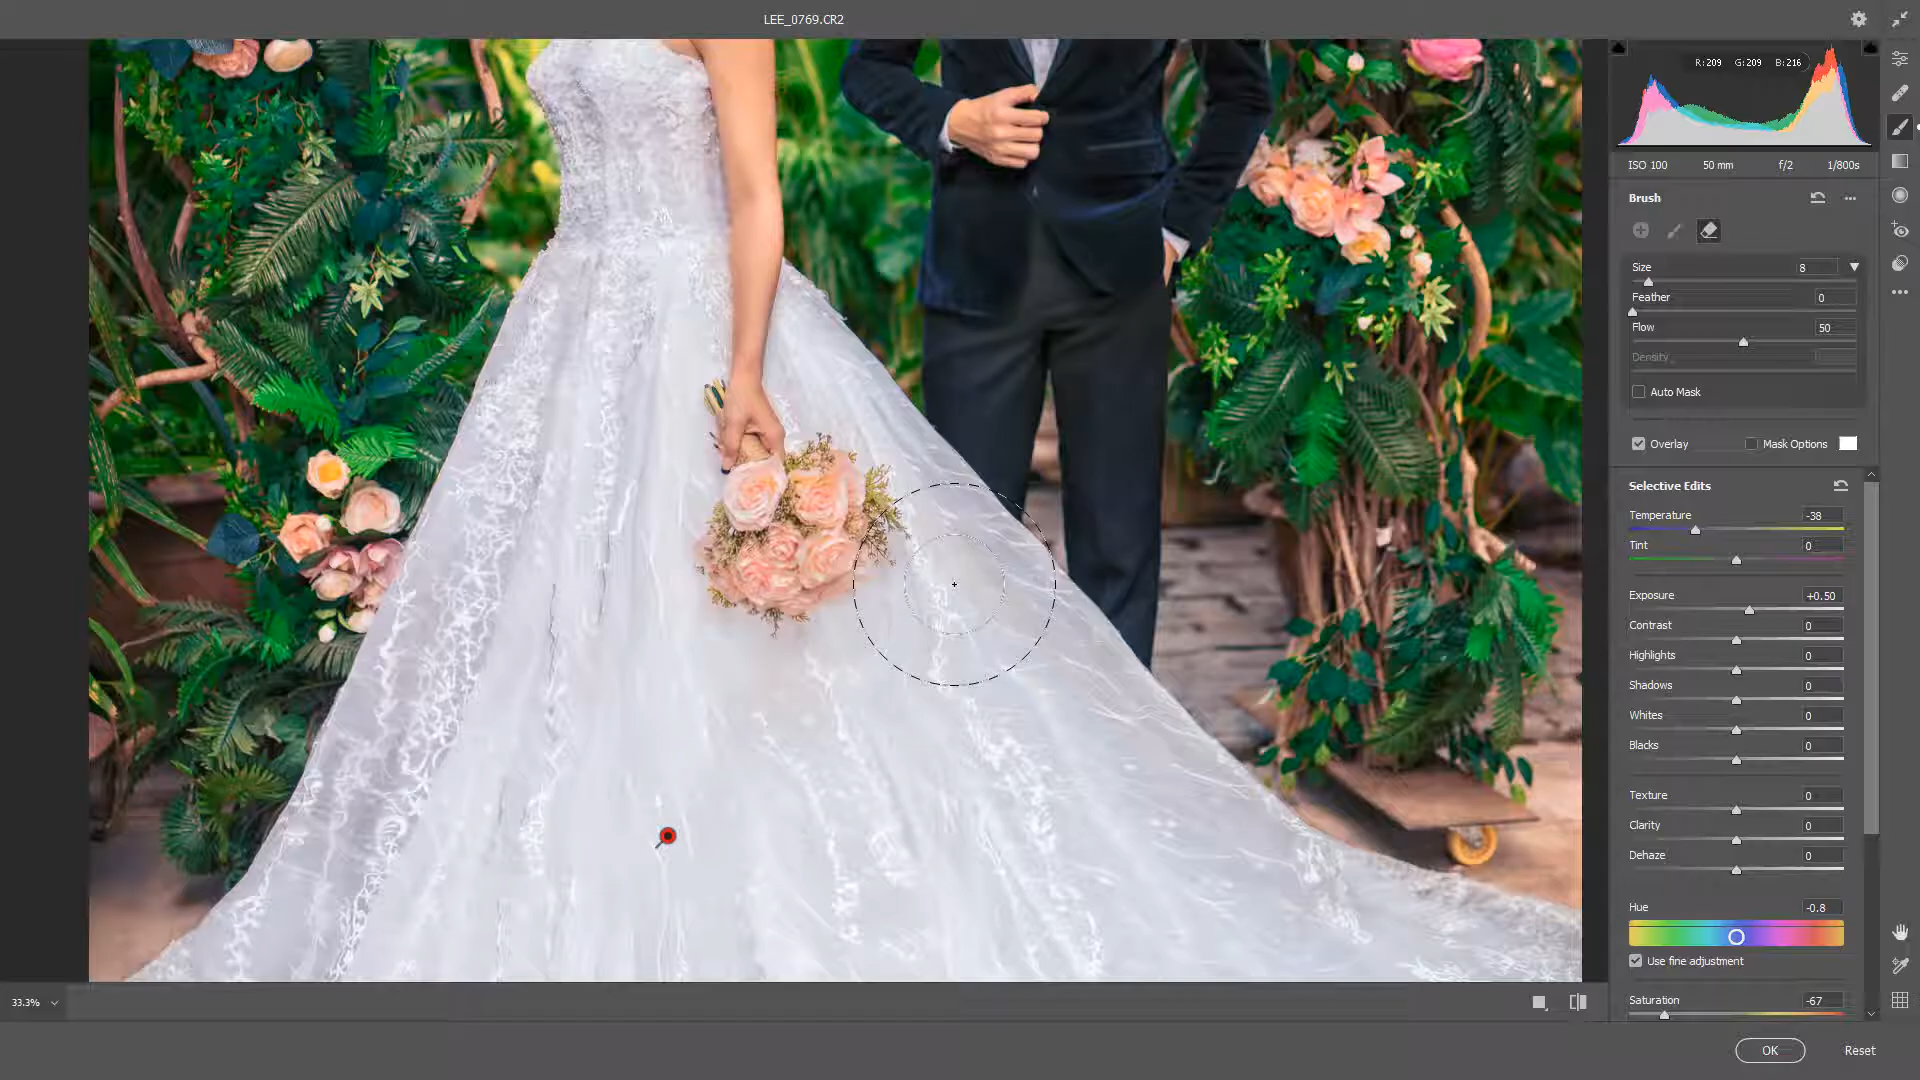 LEE_0769.CR2
R:209 G:209 B:216
ISO 100 50 mm f/2 1/800s
Brush
Size 8
Feather 0
Flow 50
Density
Auto Mask
Overlay Mask Options
Selective Edits
Temperature -38
Tint 0
Exposure +0.50
Contrast 0
Highlights 0
Shadows 0
Whites 0
Blacks 0
Texture 0
Clarity 0
Dehaze 0
Hue -0.8
Use fine adjustment
Saturation -67
33.3%
OK Reset